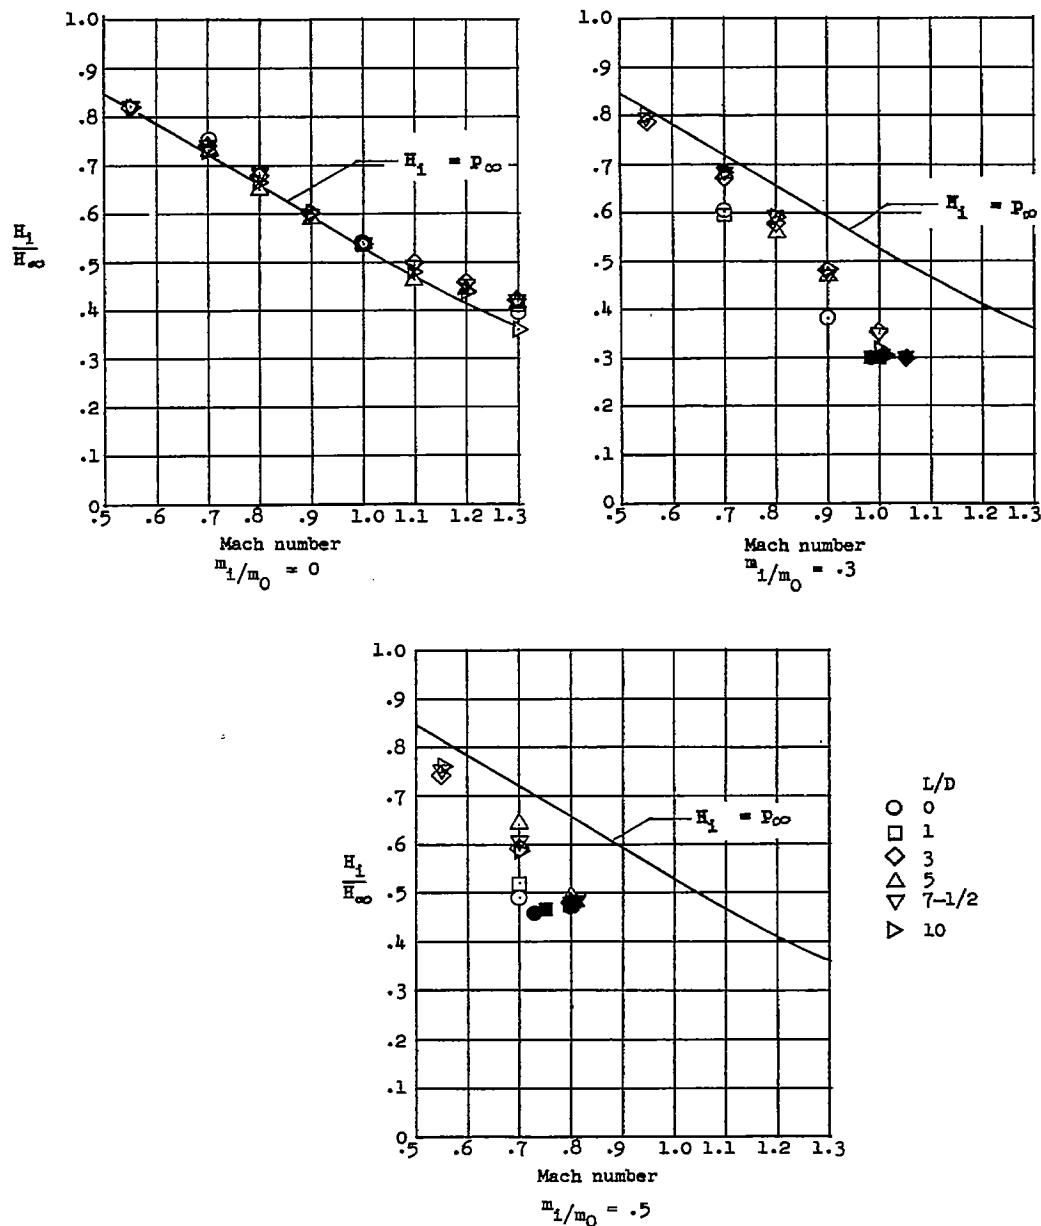 1.0
.9
.8
.7
.6
.5
.4
.3
.2
.1
0
H_i/H_∞
H_i = p_∞
.5 .6 .7 .8 .9 1.0 1.1 1.2 1.3
Mach number
m_i/m_0 ≈ 0
1.0
.9
.8
.7
.6
.5
.4
.3
.2
.1
0
H_i = p_∞
.5 .6 .7 .8 .9 1.0 1.1 1.2 1.3
Mach number
m_i/m_0 = .3
1.0
.9
.8
.7
.6
.5
.4
.3
.2
.1
0
H_i/H_∞
H_i = p_∞
.5 .6 .7 .8 .9 1.0 1.1 1.2 1.3
Mach number
m_i/m_0 = .5
L/D
0
1
3
5
7-1/2
10